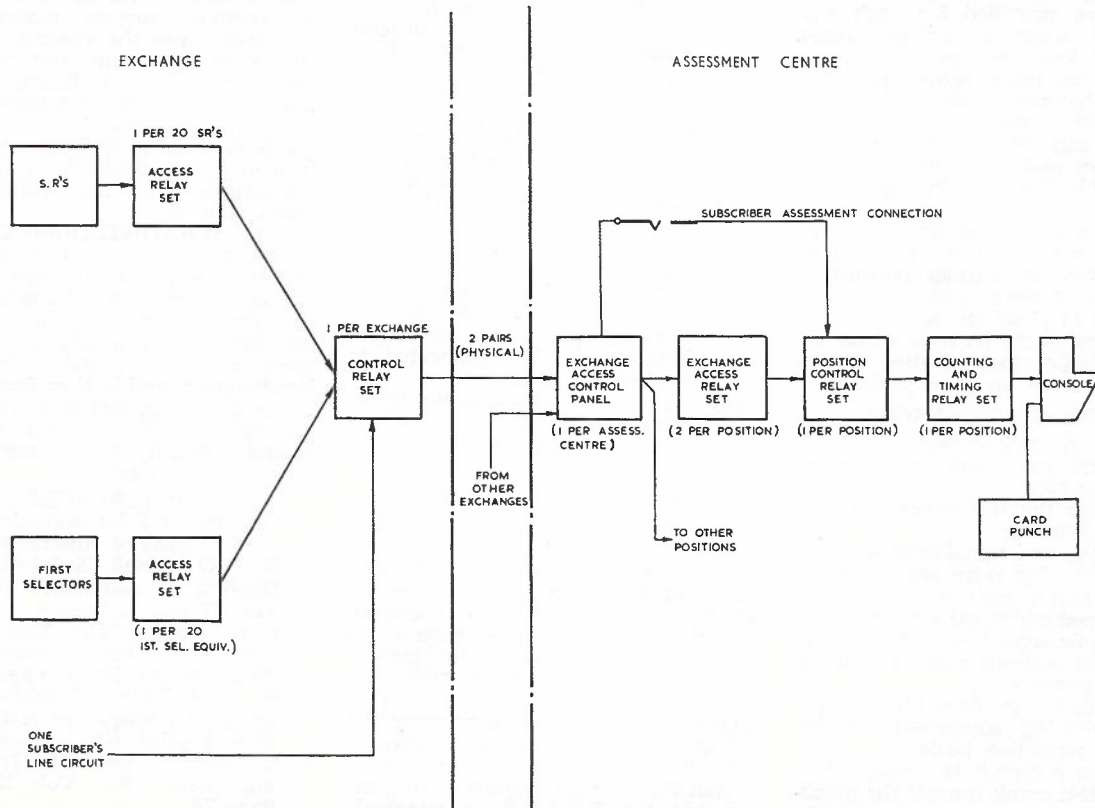 EXCHANGE
ASSESSMENT CENTRE
1 PER 20 SR'S
S.R'S
ACCESS
RELAY
SET
SUBSCRIBER ASSESSMENT CONNECTION
1 PER EXCHANGE
CONTROL
RELAY
SET
2 PAIRS
(PHYSICAL)
EXCHANGE
ACCESS
CONTROL
PANEL
(1 PER ASSESS.
CENTRE)
EXCHANGE
ACCESS
RELAY
SET
(2 PER POSITION)
POSITION
CONTROL
RELAY
SET
(1 PER POSITION)
COUNTING
AND
TIMING
RELAY SET
(1 PER POSITION)
CONSOLE
FROM
OTHER
EXCHANGES
TO OTHER
POSITIONS
CARD
PUNCH
FIRST
SELECTORS
ACCESS
RELAY
SET
(1 PER 20
1ST. SEL. EQUIV.)
ONE
SUBSCRIBER'S
LINE CIRCUIT